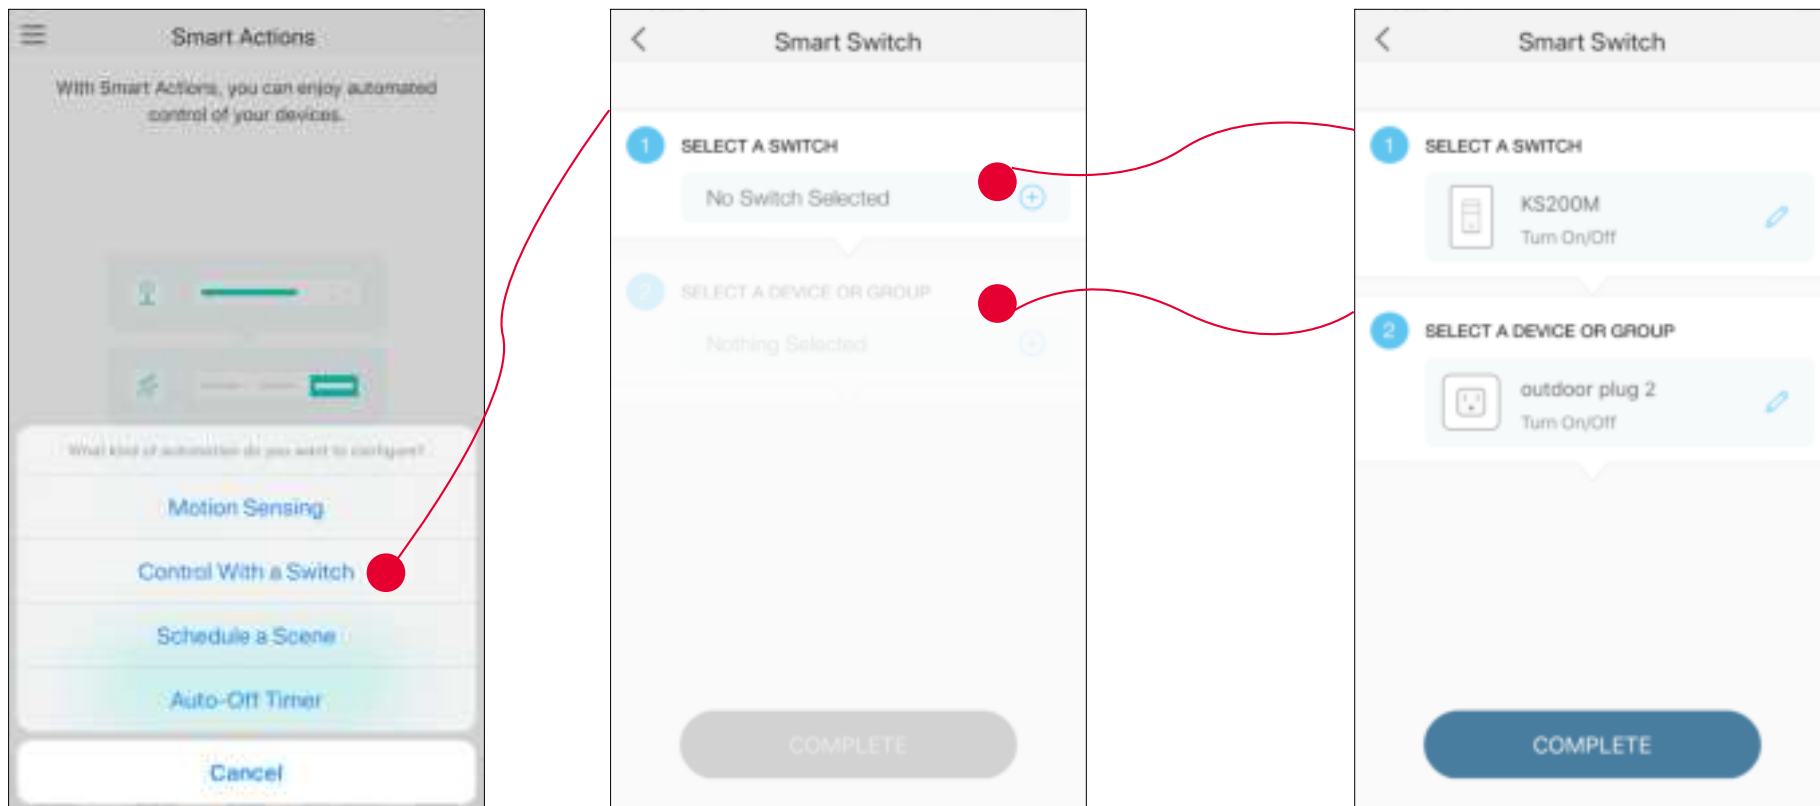 Smart Actions
With Smart Actions, you can enjoy automated
control of your devices.
What kind of automation do you want to configure?
Motion Sensing
Control With a Switch
Schedule a Scene
Auto-Off Timer
Cancel
Smart Switch
1 SELECT A SWITCH
No Switch Selected
2 SELECT A DEVICE OR GROUP
Nothing Selected
COMPLETE
Smart Switch
1 SELECT A SWITCH
KS200M
Turn On/Off
2 SELECT A DEVICE OR GROUP
outdoor plug 2
Turn On/Off
COMPLETE